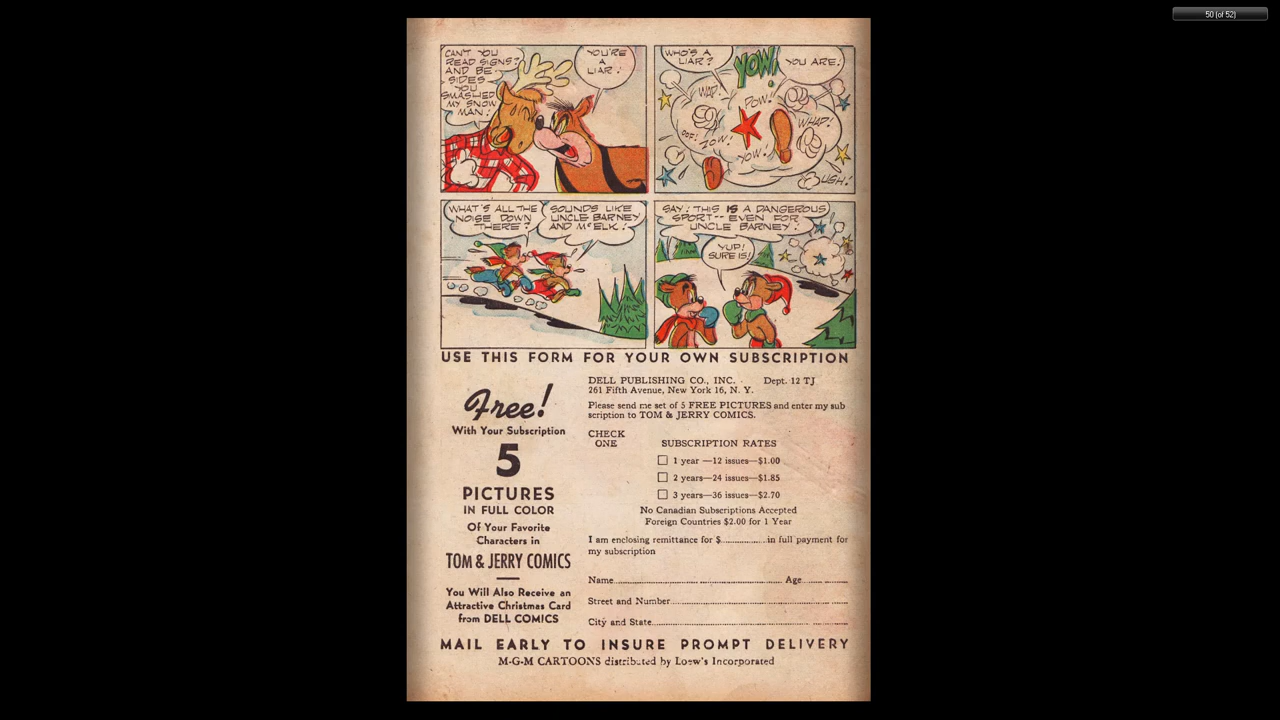 50 (of 52)
CAN'T YOU
READ SIGNS?
AND BE-
SIDES
YOU
SMASHED
MY SNOW
MAN!
YOU'RE
A
LIAR!
WHO'S A
LIAR?
YOW!
YOU ARE!
WAP!
POW!
WHAP!
OOF!
ZOW!
YOW!
UGH!
WHAT'S ALL THE
NOISE DOWN
THERE?
SOUNDS LIKE
UNCLE BARNEY
AND McELK!
SAY! THIS IS A DANGEROUS
SPORT-- EVEN FOR
UNCLE BARNEY!
YUP!
SURE IS!
USE THIS FORM FOR YOUR OWN SUBSCRIPTION
Free!
With Your Subscription
5
PICTURES
IN FULL COLOR
Of Your Favorite
Characters in
TOM & JERRY COMICS
You Will Also Receive an
Attractive Christmas Card
from DELL COMICS
DELL PUBLISHING CO., INC. Dept. 12 TJ
261 Fifth Avenue, New York 16, N. Y.
Please send me set of 5 FREE PICTURES and enter my sub
scription to TOM & JERRY COMICS.
CHECK
ONE
SUBSCRIPTION RATES
1 year —12 issues—$1.00
2 years—24 issues—$1.85
3 years—36 issues—$2.70
No Canadian Subscriptions Accepted
Foreign Countries $2.00 for 1 Year
I am enclosing remittance for $..............in full payment for
my subscription
Name.................... Age..........
Street and Number....................
City and State....................
MAIL EARLY TO INSURE PROMPT DELIVERY
M-G-M CARTOONS distributed by Loew's Incorporated